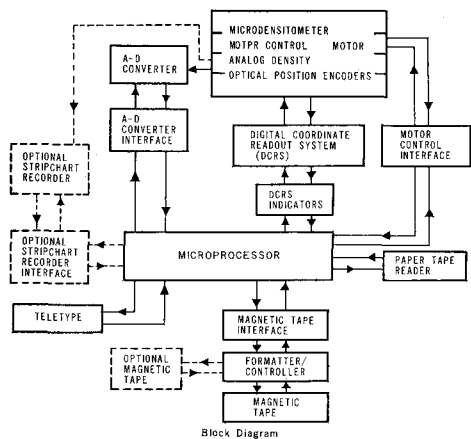 MICRODENSITOMETER
MOTPR CONTROL MOTOR
ANALOG DENSITY
OPTICAL POSITION ENCODERS
A-D
CONVERTER
A-D
CONVERTER
INTERFACE
DIGITAL COORDINATE
READOUT SYSTEM
(DCRS)
MOTOR
CONTROL
INTERFACE
OPTIONAL
STRIPCHART
RECORDER
DCRS
INDICATORS
OPTIONAL
STRIPCHART
RECORDER
INTERFACE
MICROPROCESSOR
PAPER TAPE
READER
TELETYPE
MAGNETIC TAPE
INTERFACE
OPTIONAL
MAGNETIC
TAPE
FORMATTER/
CONTROLLER
MAGNETIC
TAPE
Block Diagram